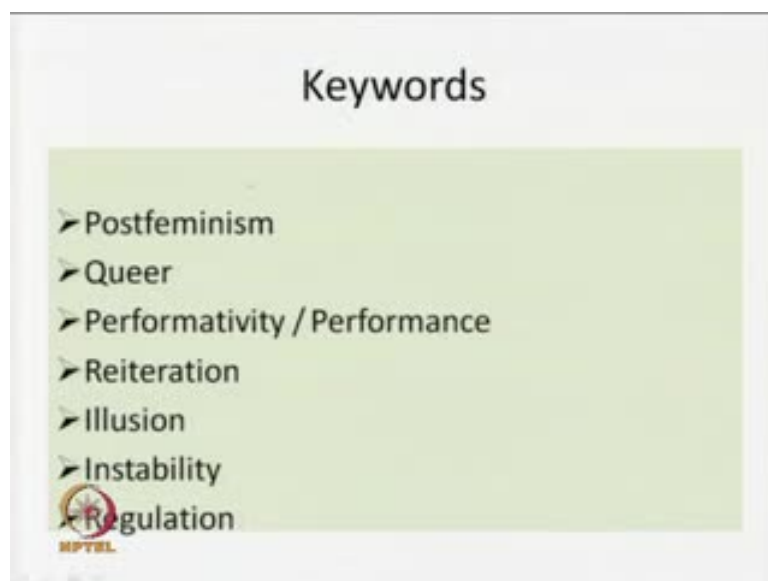 Keywords
➢Postfeminism
➢Queer
➢Performativity / Performance
➢Reiteration
➢Illusion
➢Instability
➢Regulation
NPTEL